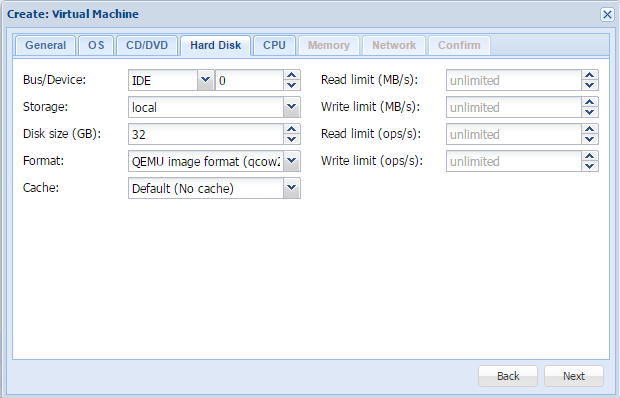 Create: Virtual Machine
General OS CD/DVD Hard Disk CPU Memory Network Confirm
Bus/Device: IDE 0 Read limit (MB/s): unlimited
Storage: local Write limit (MB/s): unlimited
Disk size (GB): 32 Read limit (ops/s): unlimited
Format: QEMU image format (qcow2 Write limit (ops/s): unlimited
Cache: Default (No cache)
Back Next